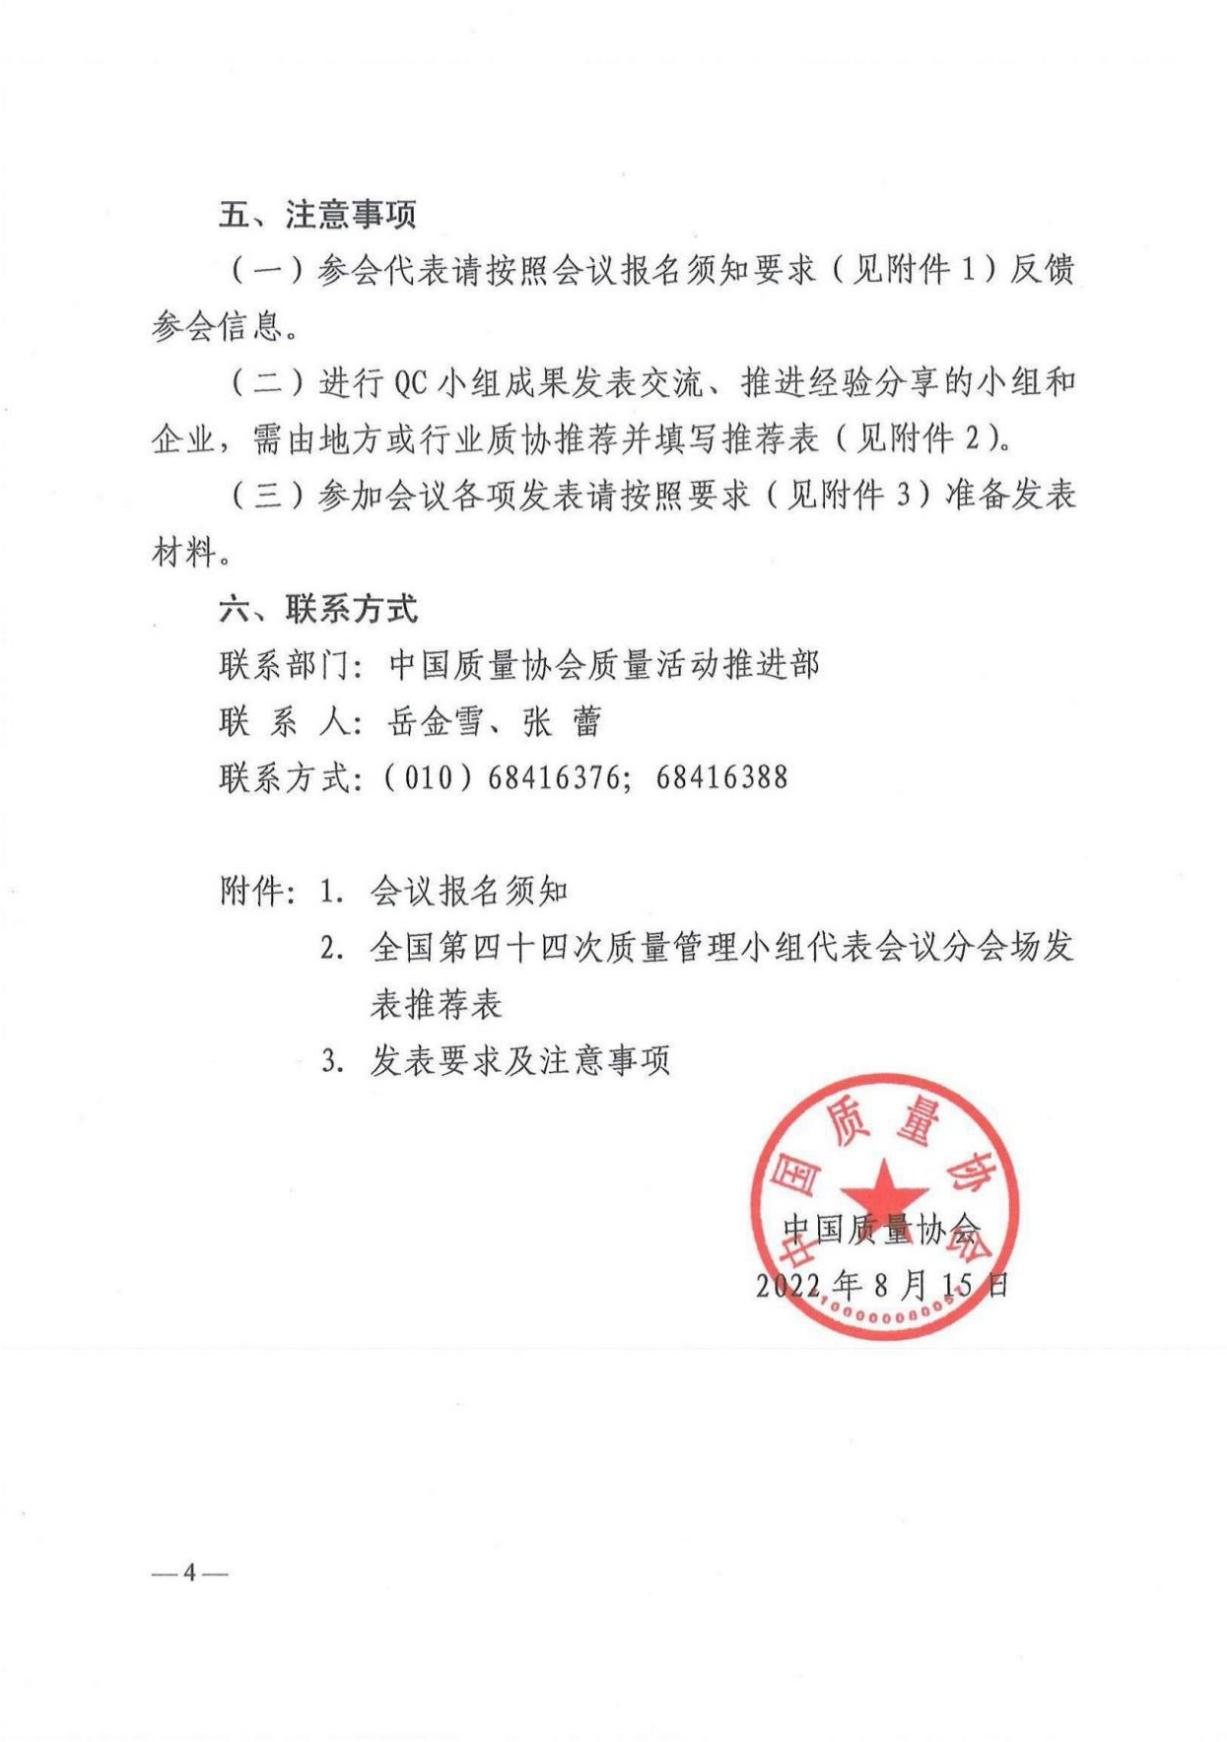 五、注意事项
（一）参会代表请按照会议报名须知要求（见附件1）反馈
参会信息。
（二）进行QC小组成果发表交流、推进经验分享的小组和
企业，需由地方或行业质协推荐并填写推荐表（见附件2）。
（三）参加会议各项发表请按照要求（见附件3）准备发表
材料。
六、联系方式
联系部门：中国质量协会质量活动推进部
联 系 人：岳金雪、张 蕾
联系方式：（010）68416376；68416388
附件：1. 会议报名须知
2. 全国第四十四次质量管理小组代表会议分会场发
表推荐表
3. 发表要求及注意事项
中国质量协会
中国质量协会
2022年8月15日
—4—